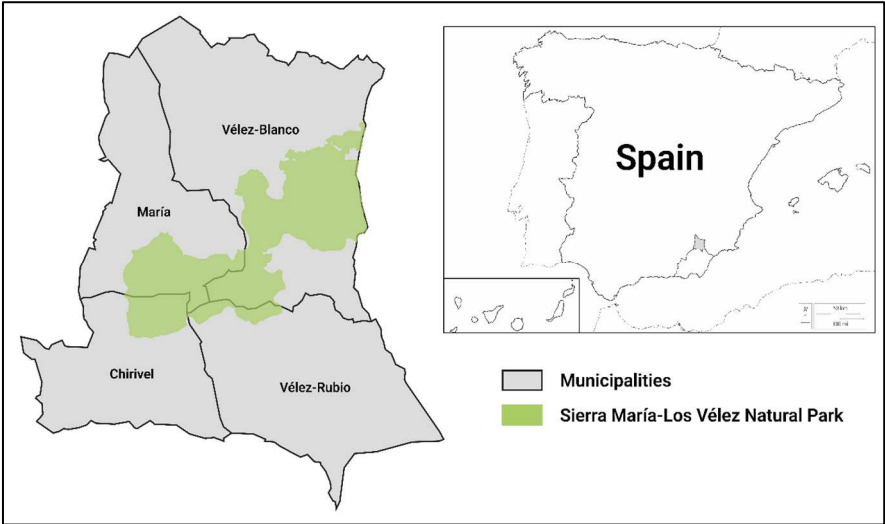 Vélez-Blanco
María
Chirivel
Vélez-Rubio
Spain
Municipalities
Sierra María-Los Vélez Natural Park